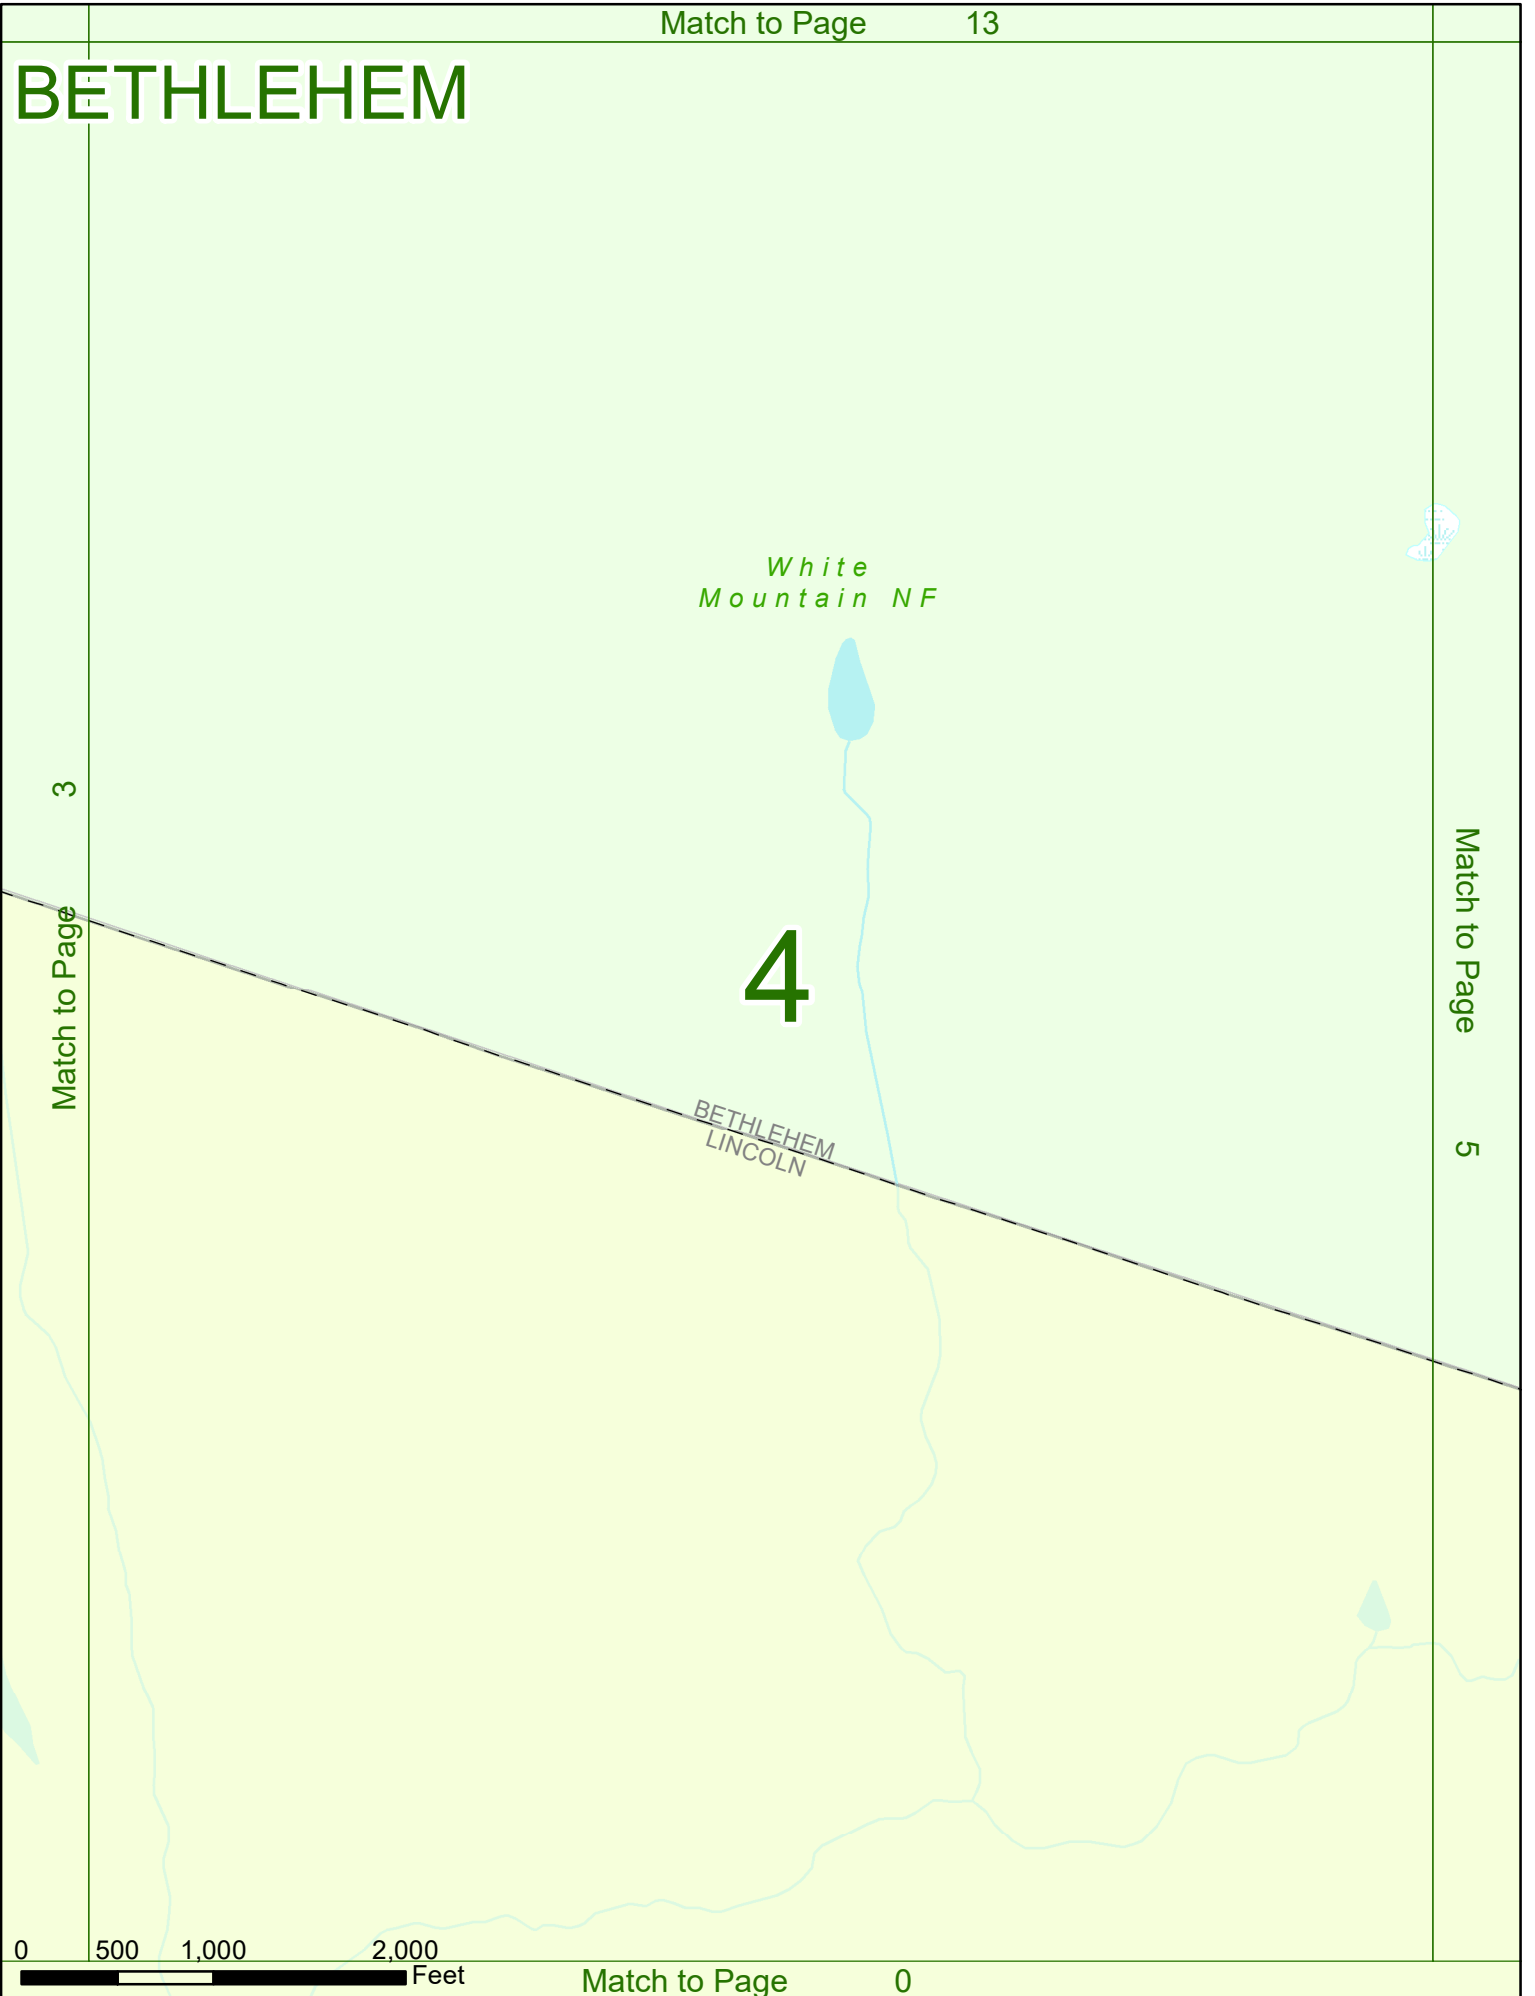 Match to Page 13
BETHLEHEM
White
Mountain NF
Match to Page 3
4
Match to Page 5
BETHLEHEM
LINCOLN
0 500 1,000 2,000
Feet
Match to Page 0